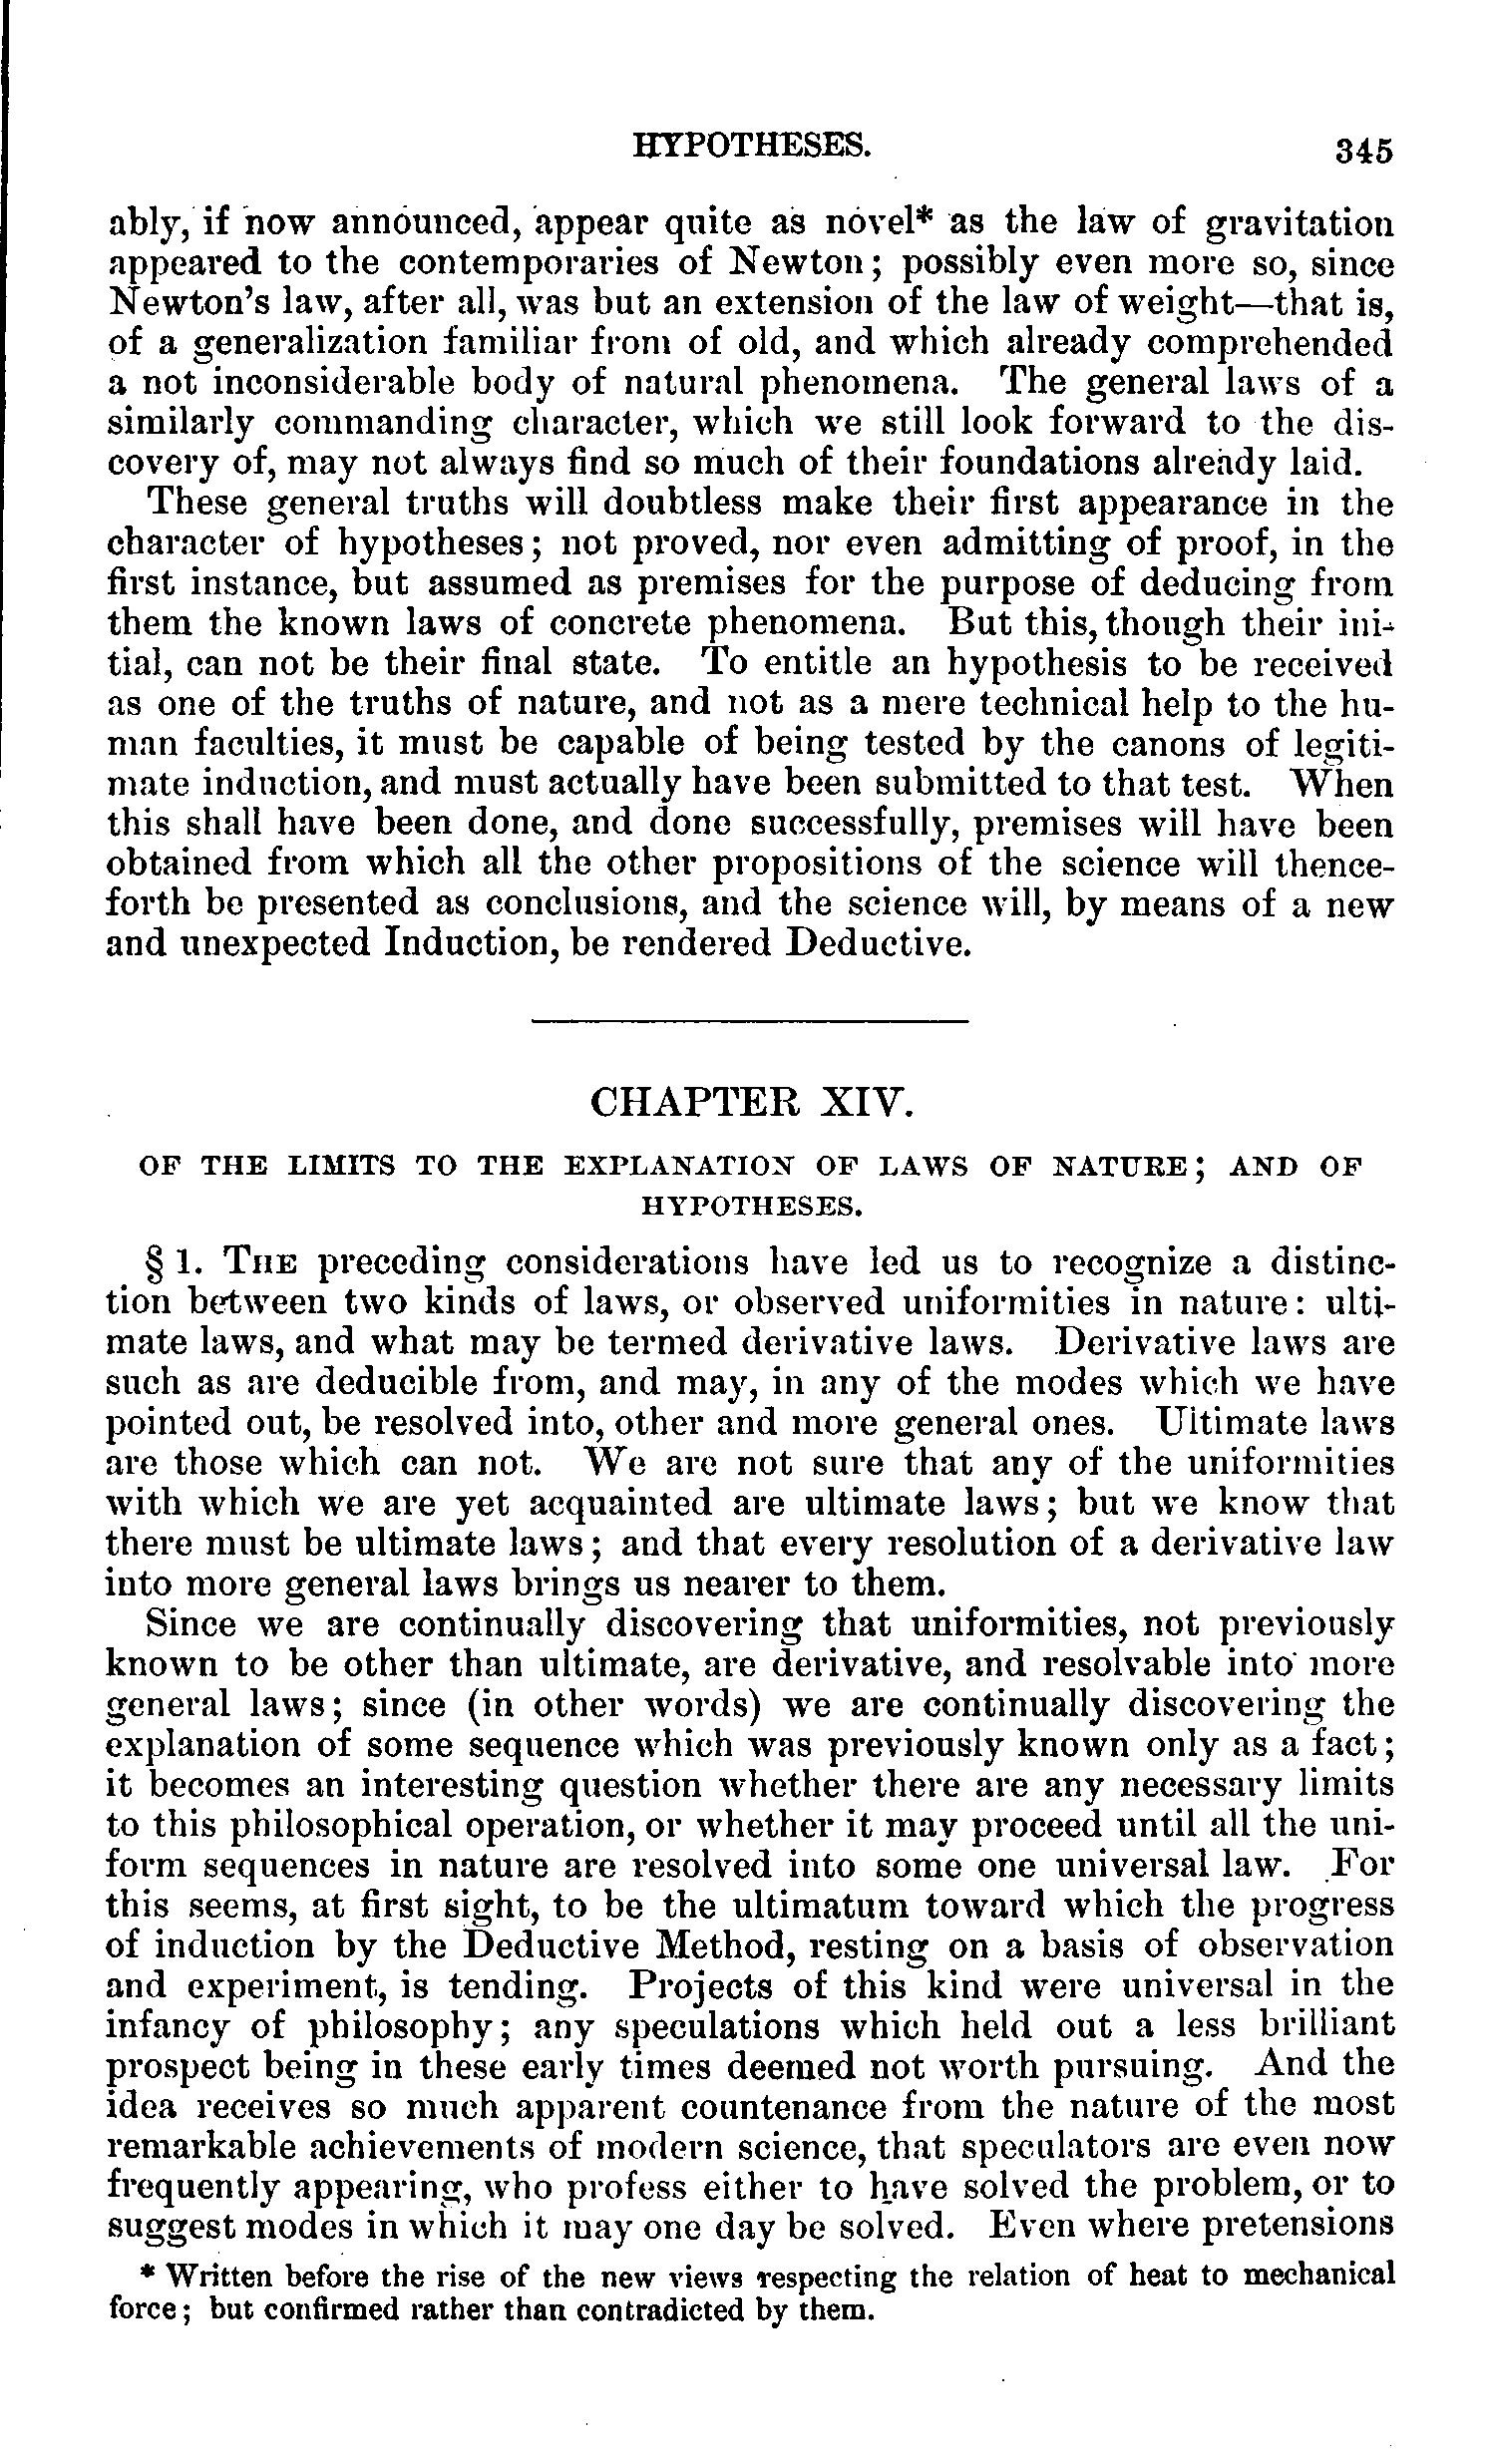 HYPOTHESES. 345
ably, if now announced, appear quite as novel* as the law of gravitation
appeared to the contemporaries of Newton; possibly even more so, since
Newton's law, after all, was but an extension of the law of weight—that is,
of a generalization familiar from of old, and which already comprehended
a not inconsiderable body of natural phenomena. The general laws of a
similarly commanding character, which we still look forward to the dis-
covery of, may not always find so much of their foundations already laid.
These general truths will doubtless make their first appearance in the
character of hypotheses; not proved, nor even admitting of proof, in the
first instance, but assumed as premises for the purpose of deducing from
them the known laws of concrete phenomena. But this, though their ini-
tial, can not be their final state. To entitle an hypothesis to be received
as one of the truths of nature, and not as a mere technical help to the hu-
man faculties, it must be capable of being tested by the canons of legiti-
mate induction, and must actually have been submitted to that test. When
this shall have been done, and done successfully, premises will have been
obtained from which all the other propositions of the science will thence-
forth be presented as conclusions, and the science will, by means of a new
and unexpected Induction, be rendered Deductive.
CHAPTER XIV.
OF THE LIMITS TO THE EXPLANATION OF LAWS OF NATURE; AND OF
HYPOTHESES.
§ 1. THE preceding considerations have led us to recognize a distinc-
tion between two kinds of laws, or observed uniformities in nature: ulti-
mate laws, and what may be termed derivative laws. Derivative laws are
such as are deducible from, and may, in any of the modes which we have
pointed out, be resolved into, other and more general ones. Ultimate laws
are those which can not. We are not sure that any of the uniformities
with which we are yet acquainted are ultimate laws; but we know that
there must be ultimate laws; and that every resolution of a derivative law
into more general laws brings us nearer to them.
Since we are continually discovering that uniformities, not previously
known to be other than ultimate, are derivative, and resolvable into more
general laws; since (in other words) we are continually discovering the
explanation of some sequence which was previously known only as a fact;
it becomes an interesting question whether there are any necessary limits
to this philosophical operation, or whether it may proceed until all the uni-
form sequences in nature are resolved into some one universal law. For
this seems, at first sight, to be the ultimatum toward which the progress
of induction by the Deductive Method, resting on a basis of observation
and experiment, is tending. Projects of this kind were universal in the
infancy of philosophy; any speculations which held out a less brilliant
prospect being in these early times deemed not worth pursuing. And the
idea receives so much apparent countenance from the nature of the most
remarkable achievements of modern science, that speculators are even now
frequently appearing, who profess either to have solved the problem, or to
suggest modes in which it may one day be solved. Even where pretensions
* Written before the rise of the new views respecting the relation of heat to mechanical
force; but confirmed rather than contradicted by them.